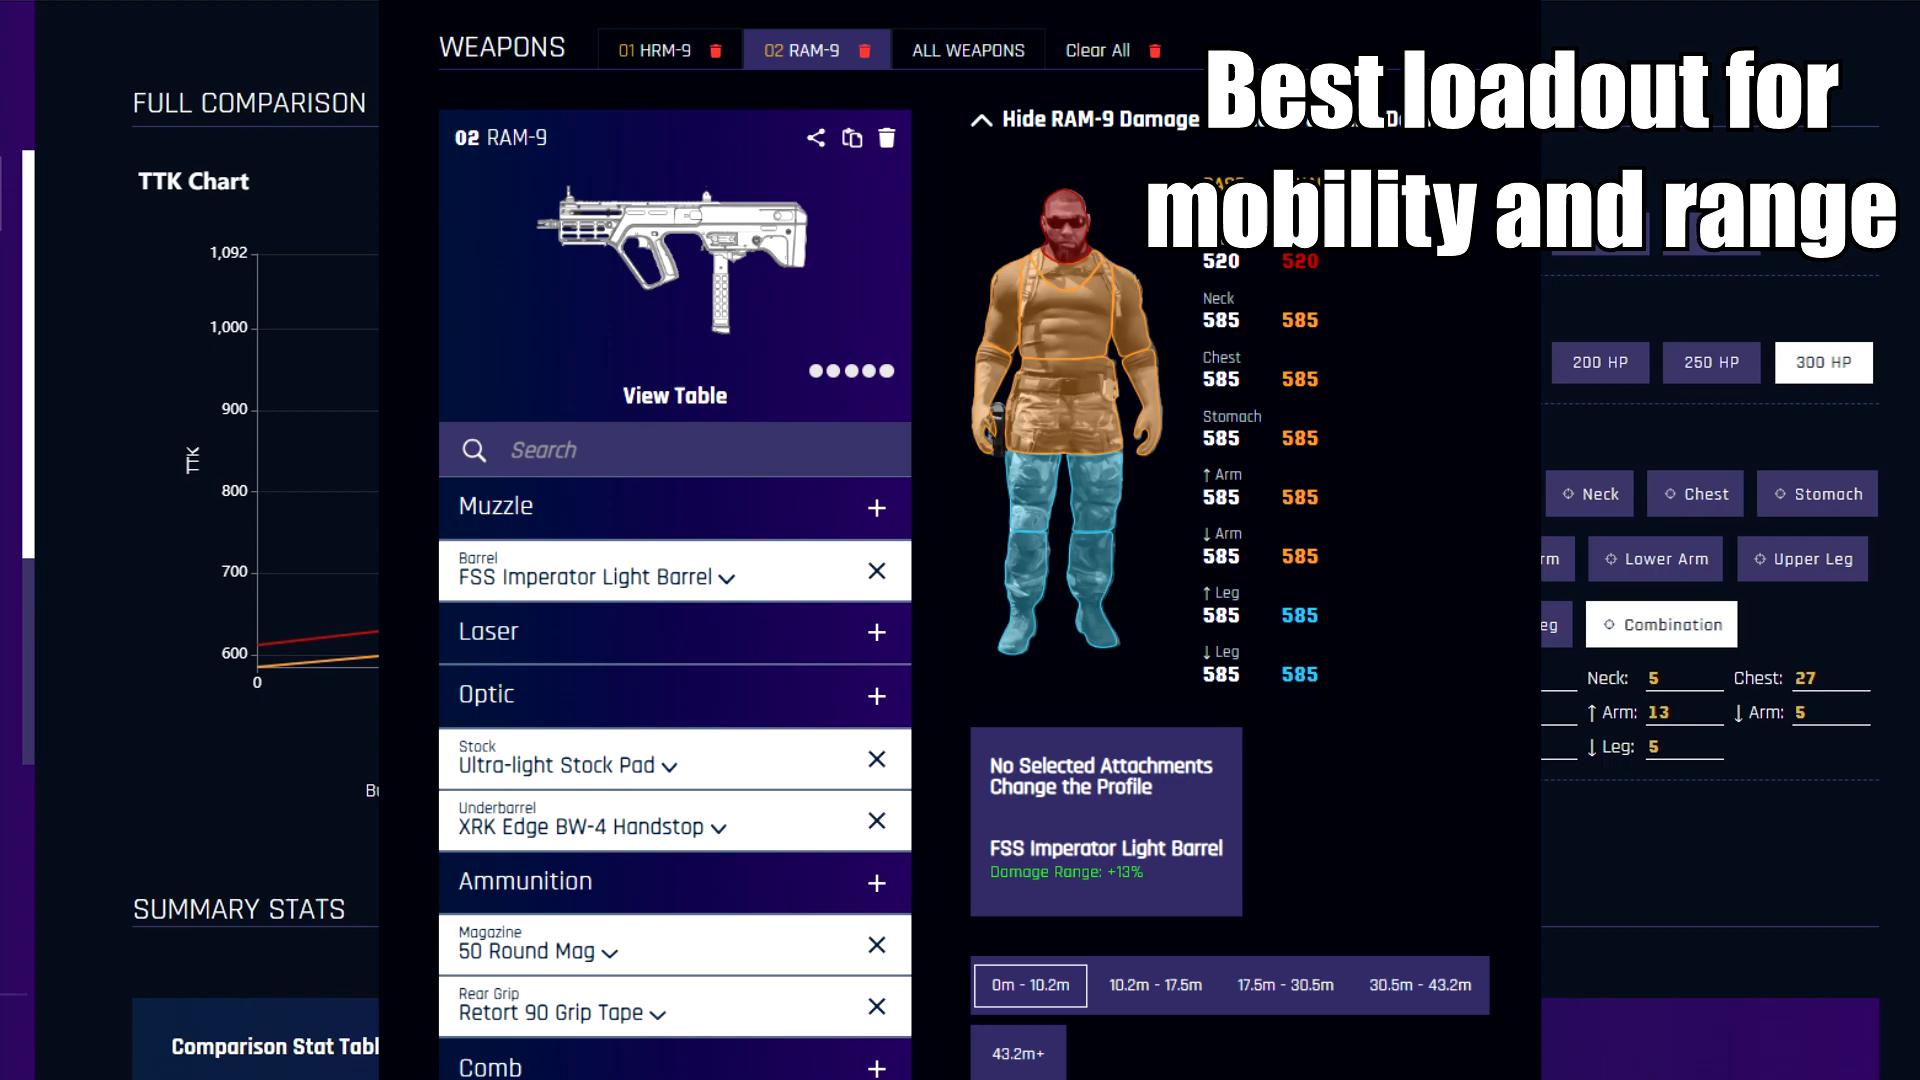 WEAPONS
01 HRM-9
02 RAM-9
ALL WEAPONS
Clear All
Best loadout for
mobility and range
FULL COMPARISON
TTK Chart
1,092
1,000
900
800
700
600
0
TTK
SUMMARY STATS
Comparison Stat Tabl
02 RAM-9
View Table
Search
Muzzle
Barrel
FSS Imperator Light Barrel
Laser
Optic
Stock
Ultra-light Stock Pad
Underbarrel
XRK Edge BW-4 Handstop
Ammunition
Magazine
50 Round Mag
Rear Grip
Retort 90 Grip Tape
Comb
Hide RAM-9 Damage
520 520
Neck
585 585
Chest
585 585
Stomach
585 585
↑ Arm
585 585
↓ Arm
585 585
↑ Leg
585 585
↓ Leg
585 585
No Selected Attachments
Change the Profile
FSS Imperator Light Barrel
Damage Range: +13%
0m - 10.2m
10.2m - 17.5m
17.5m - 30.5m
30.5m - 43.2m
43.2m+
200 HP
250 HP
300 HP
Neck
Chest
Stomach
rm
Lower Arm
Upper Leg
eg
Combination
Neck: 5 Chest: 27
↑ Arm: 13 ↓ Arm: 5
↓ Leg: 5